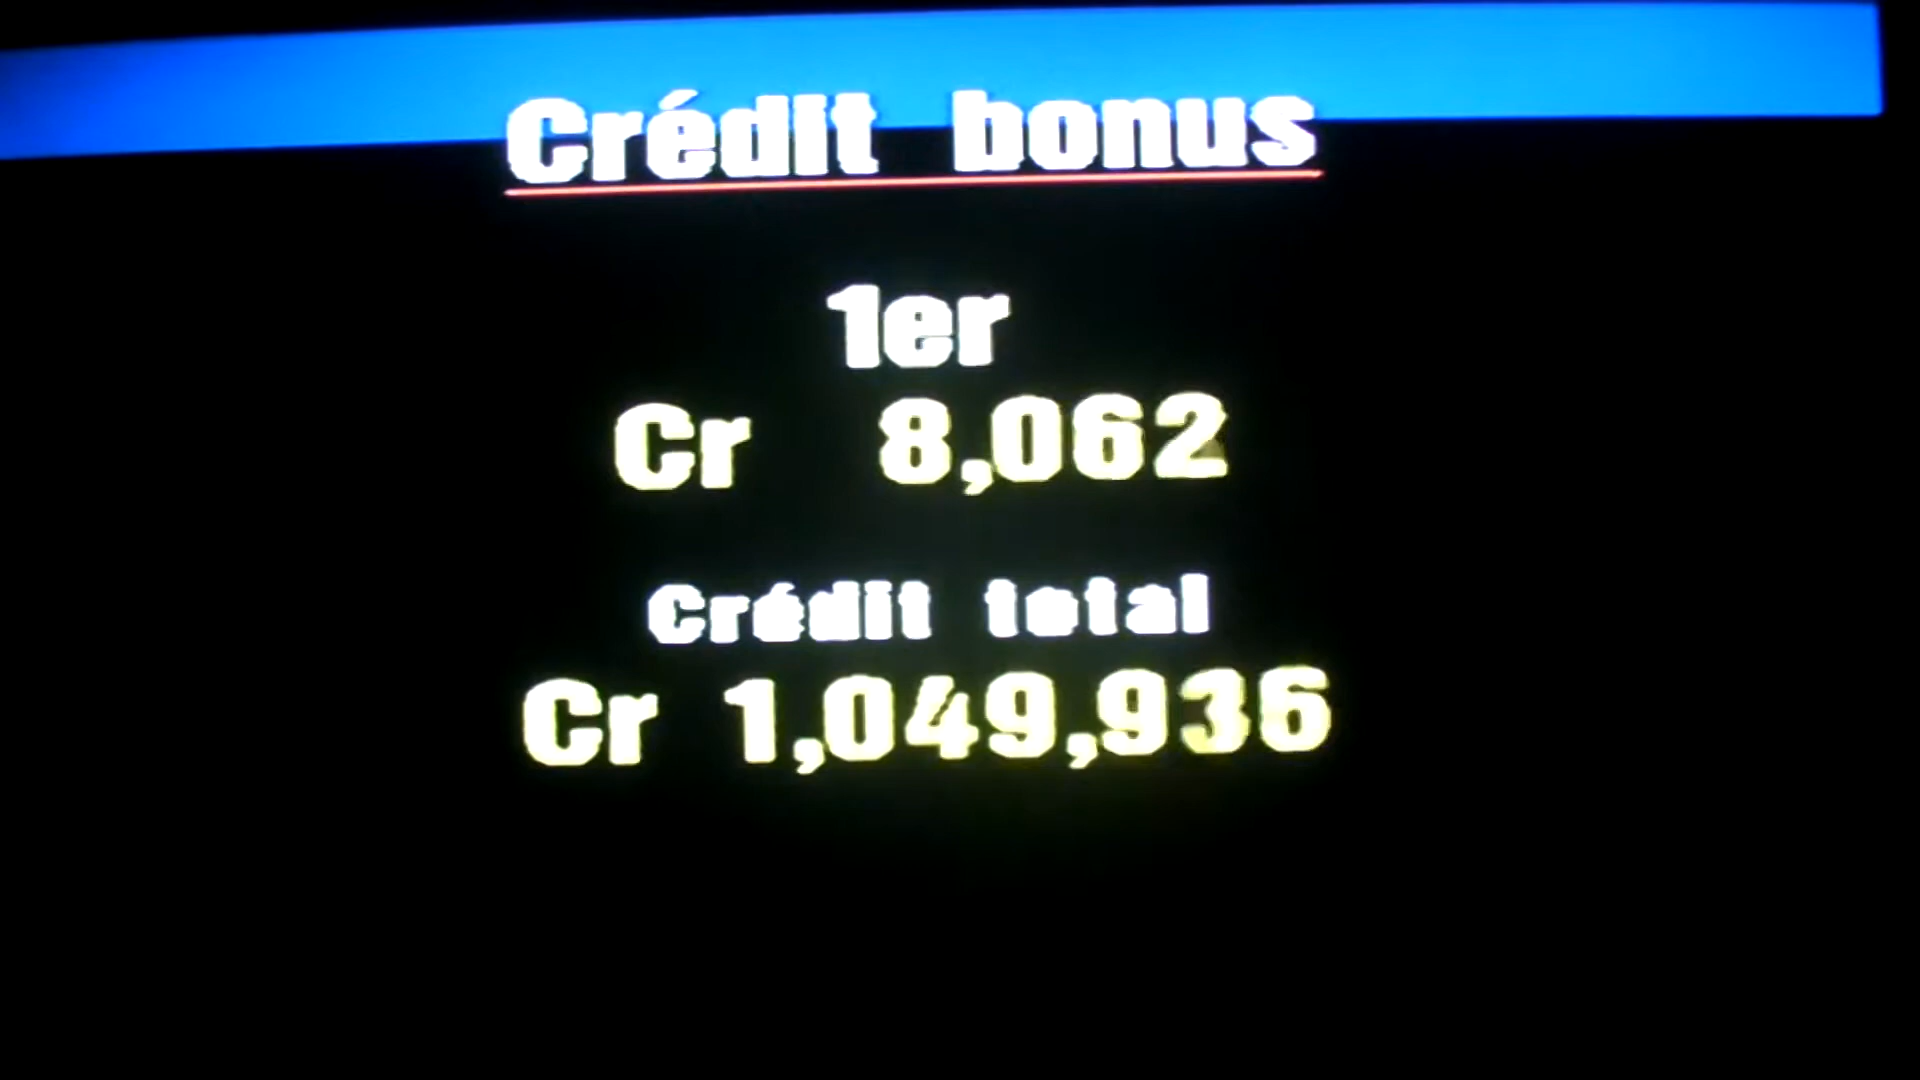 Crédit bonus
1er
Cr 8,062
Crédit total
Cr 1,049,936